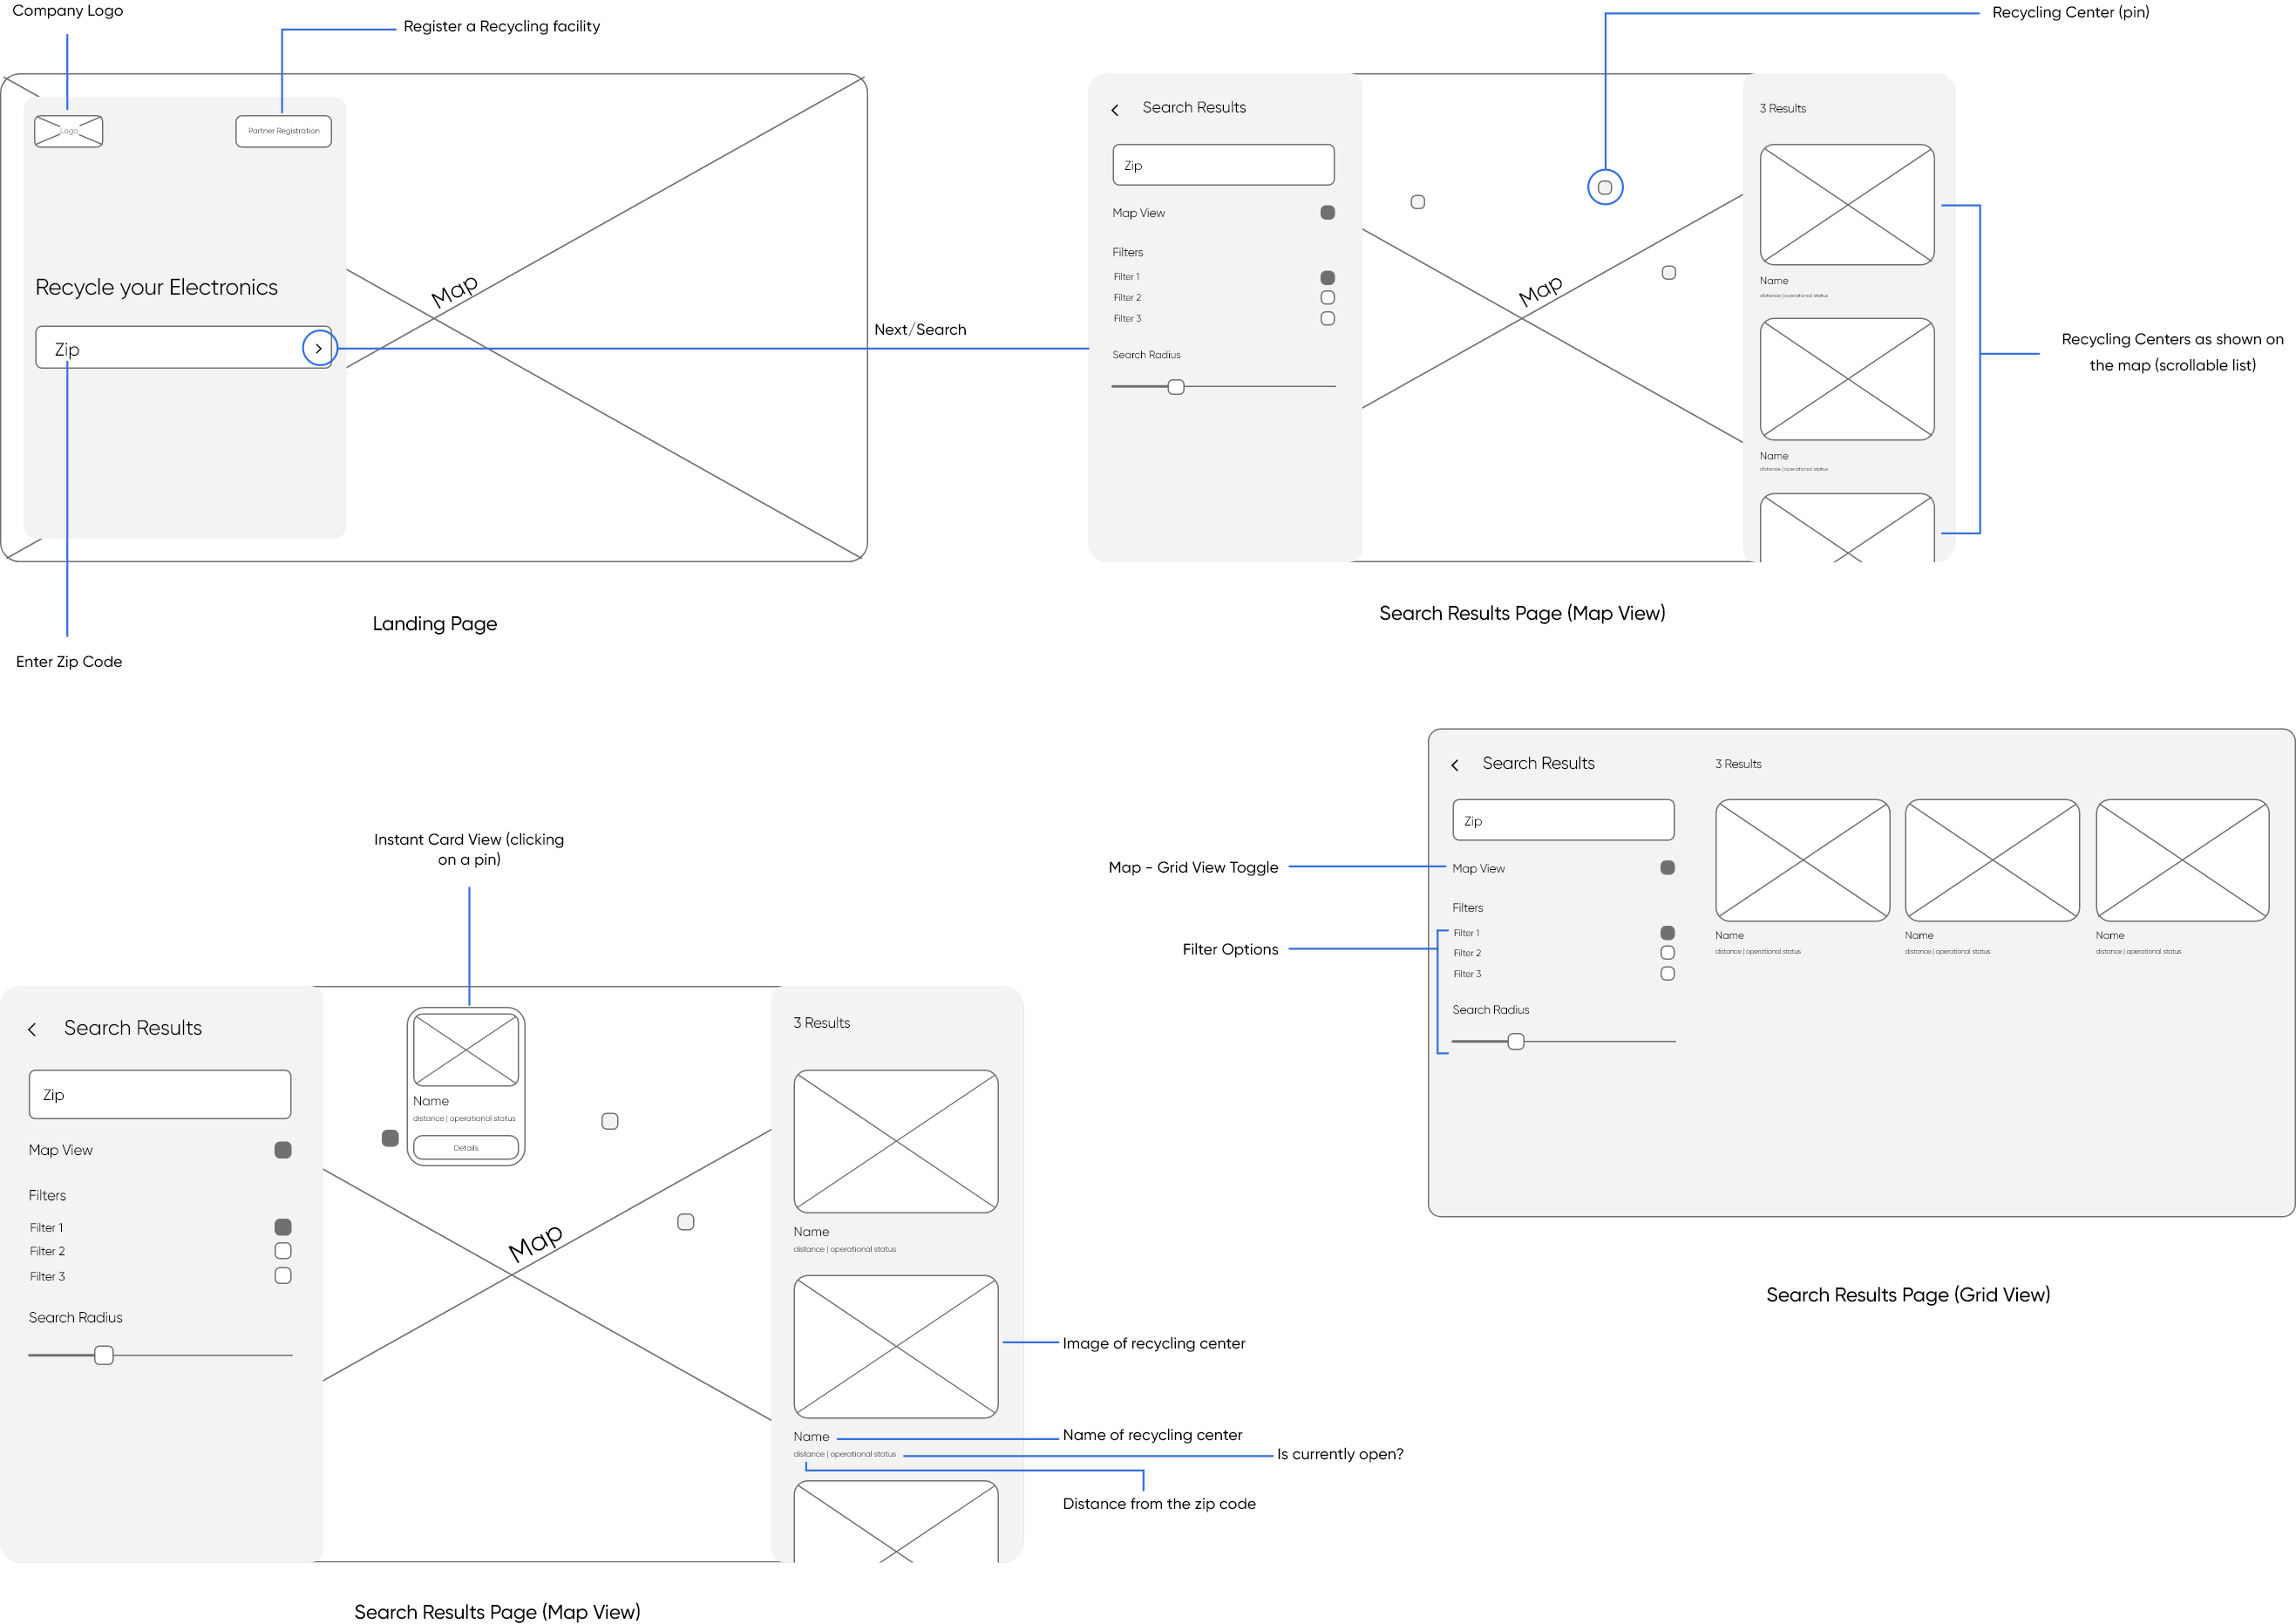 Company Logo
Register a Recycling facility
Logo
Partner Registration
Recycle your Electronics
Zip
Next/Search
Landing Page
Enter Zip Code
Recycling Center (pin)
Search Results
Zip
Map View
Filters
Filter 1
Filter 2
Filter 3
Search Radius
Map
Map
3 Results
Name
distance | operational status
Name
distance | operational status
Recycling Centers as shown on
the map (scrollable list)
Search Results Page (Map View)
Instant Card View (clicking
on a pin)
Search Results
Zip
Map View
Filters
Filter 1
Filter 2
Filter 3
Search Radius
Name
distance | operational status
Details
Map
3 Results
Name
distance | operational status
Name
distance | operational status
Image of recycling center
Name of recycling center
Is currently open?
Distance from the zip code
Search Results Page (Map View)
Map - Grid View Toggle
Filter Options
Search Results
Zip
Map View
Filters
Filter 1
Filter 2
Filter 3
Search Radius
3 Results
Name
distance | operational status
Name
distance | operational status
Name
distance | operational status
Search Results Page (Grid View)